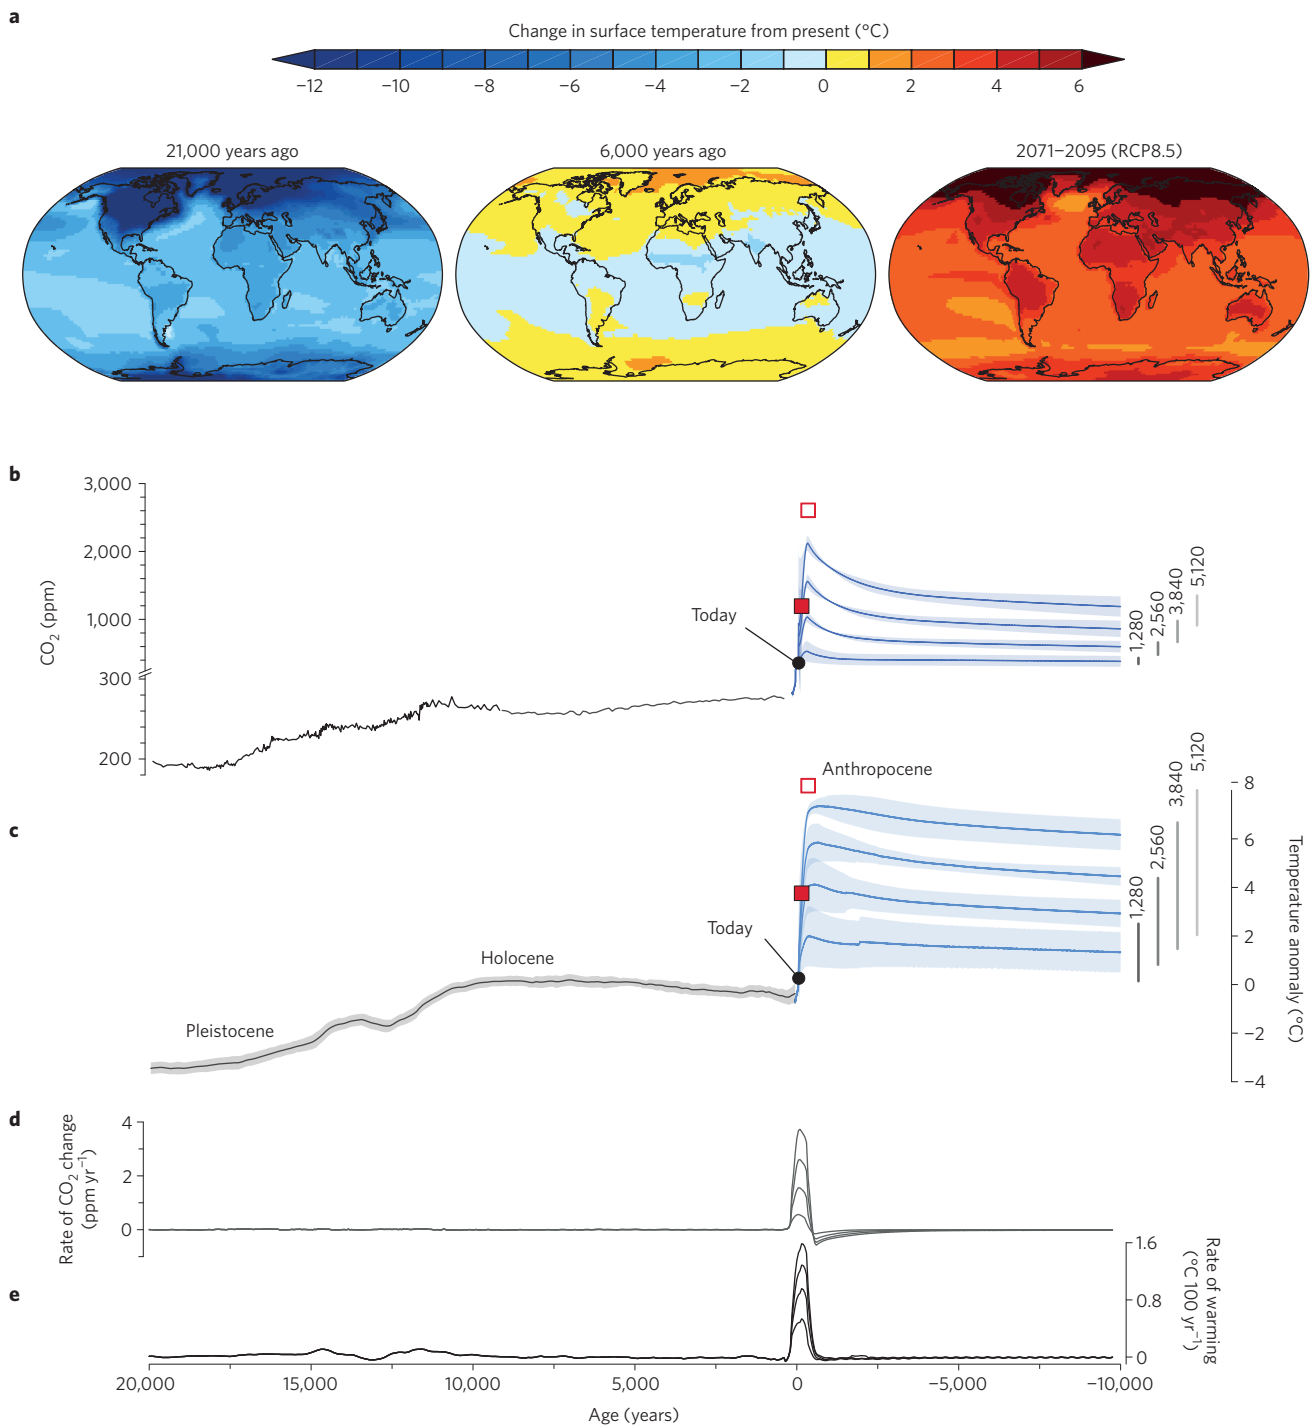 a
Change in surface temperature from present (°C)
−12 −10 −8 −6 −4 −2 0 2 4 6
21,000 years ago
6,000 years ago
2071–2095 (RCP8.5)
b
CO2 (ppm)
3,000
2,000
1,000
300
200
Today
1,280
2,560
3,840
5,120
c
Anthropocene
Today
Holocene
Pleistocene
1,280
2,560
3,840
5,120
8
6
4
2
0
−2
−4
Temperature anomaly (°C)
d
Rate of CO2 change
(ppm yr−1)
4
2
0
e
1.6
0.8
0
Rate of warming
(°C 100 yr−1)
20,000 15,000 10,000 5,000 0 −5,000 −10,000
Age (years)